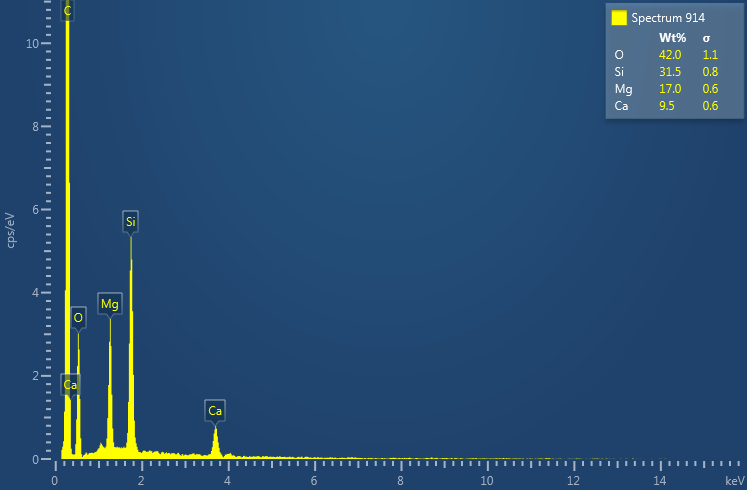 C
Spectrum 914
Wt% σ
O 42.0 1.1
Si 31.5 0.8
Mg 17.0 0.6
Ca 9.5 0.6
10
8
6
4
2
0
cps/eV
Si
Mg
O
Ca
Ca
0 2 4 6 8 10 12 14 keV